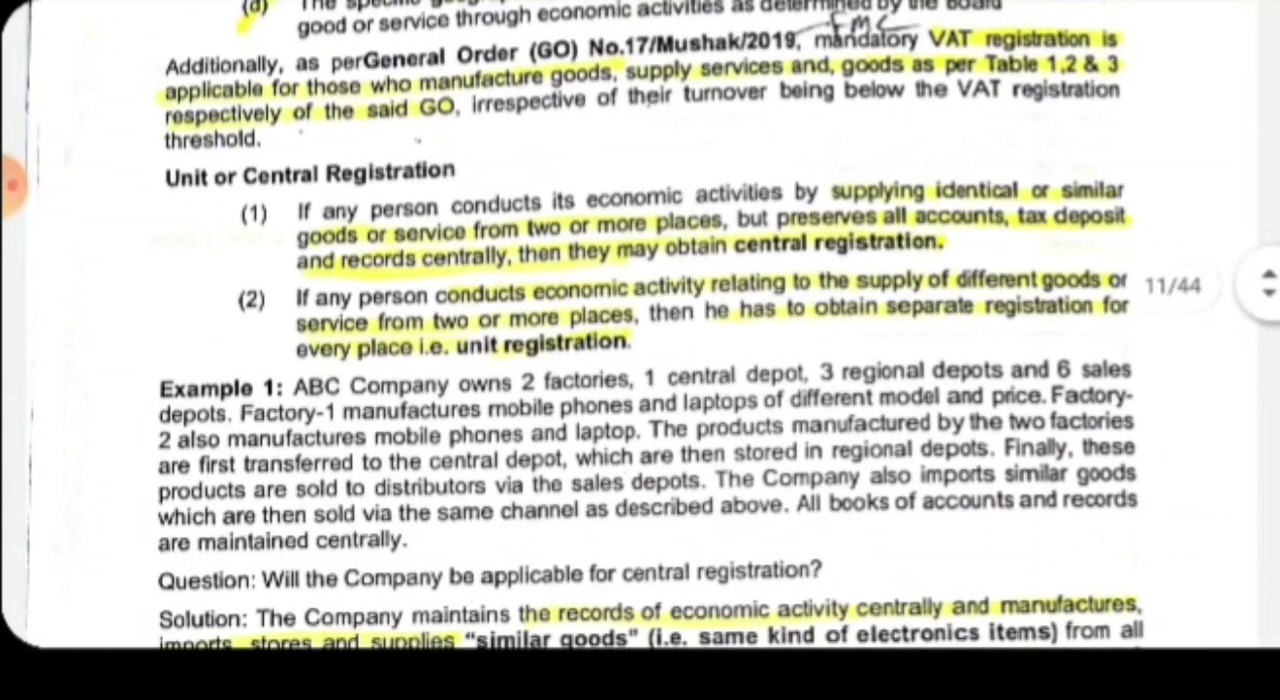 (d) The
good or service through economic activities as determined by the Board
FMC
Additionally, as perGeneral Order (GO) No.17/Mushak/2019, mandatory VAT registration is
applicable for those who manufacture goods, supply services and, goods as per Table 1,2 & 3
respectively of the said GO, irrespective of their turnover being below the VAT registration
threshold.
Unit or Central Registration
(1) If any person conducts its economic activities by supplying identical or similar
goods or service from two or more places, but preserves all accounts, tax deposit
and records centrally, then they may obtain central registration.
(2) If any person conducts economic activity relating to the supply of different goods or
service from two or more places, then he has to obtain separate registration for
every place i.e. unit registration.
11/44
Example 1: ABC Company owns 2 factories, 1 central depot, 3 regional depots and 6 sales
depots. Factory-1 manufactures mobile phones and laptops of different model and price. Factory-
2 also manufactures mobile phones and laptop. The products manufactured by the two factories
are first transferred to the central depot, which are then stored in regional depots. Finally, these
products are sold to distributors via the sales depots. The Company also imports similar goods
which are then sold via the same channel as described above. All books of accounts and records
are maintained centrally.
Question: Will the Company be applicable for central registration?
Solution: The Company maintains the records of economic activity centrally and manufactures,
imports, stores and supplies "similar goods" (i.e. same kind of electronics items) from all